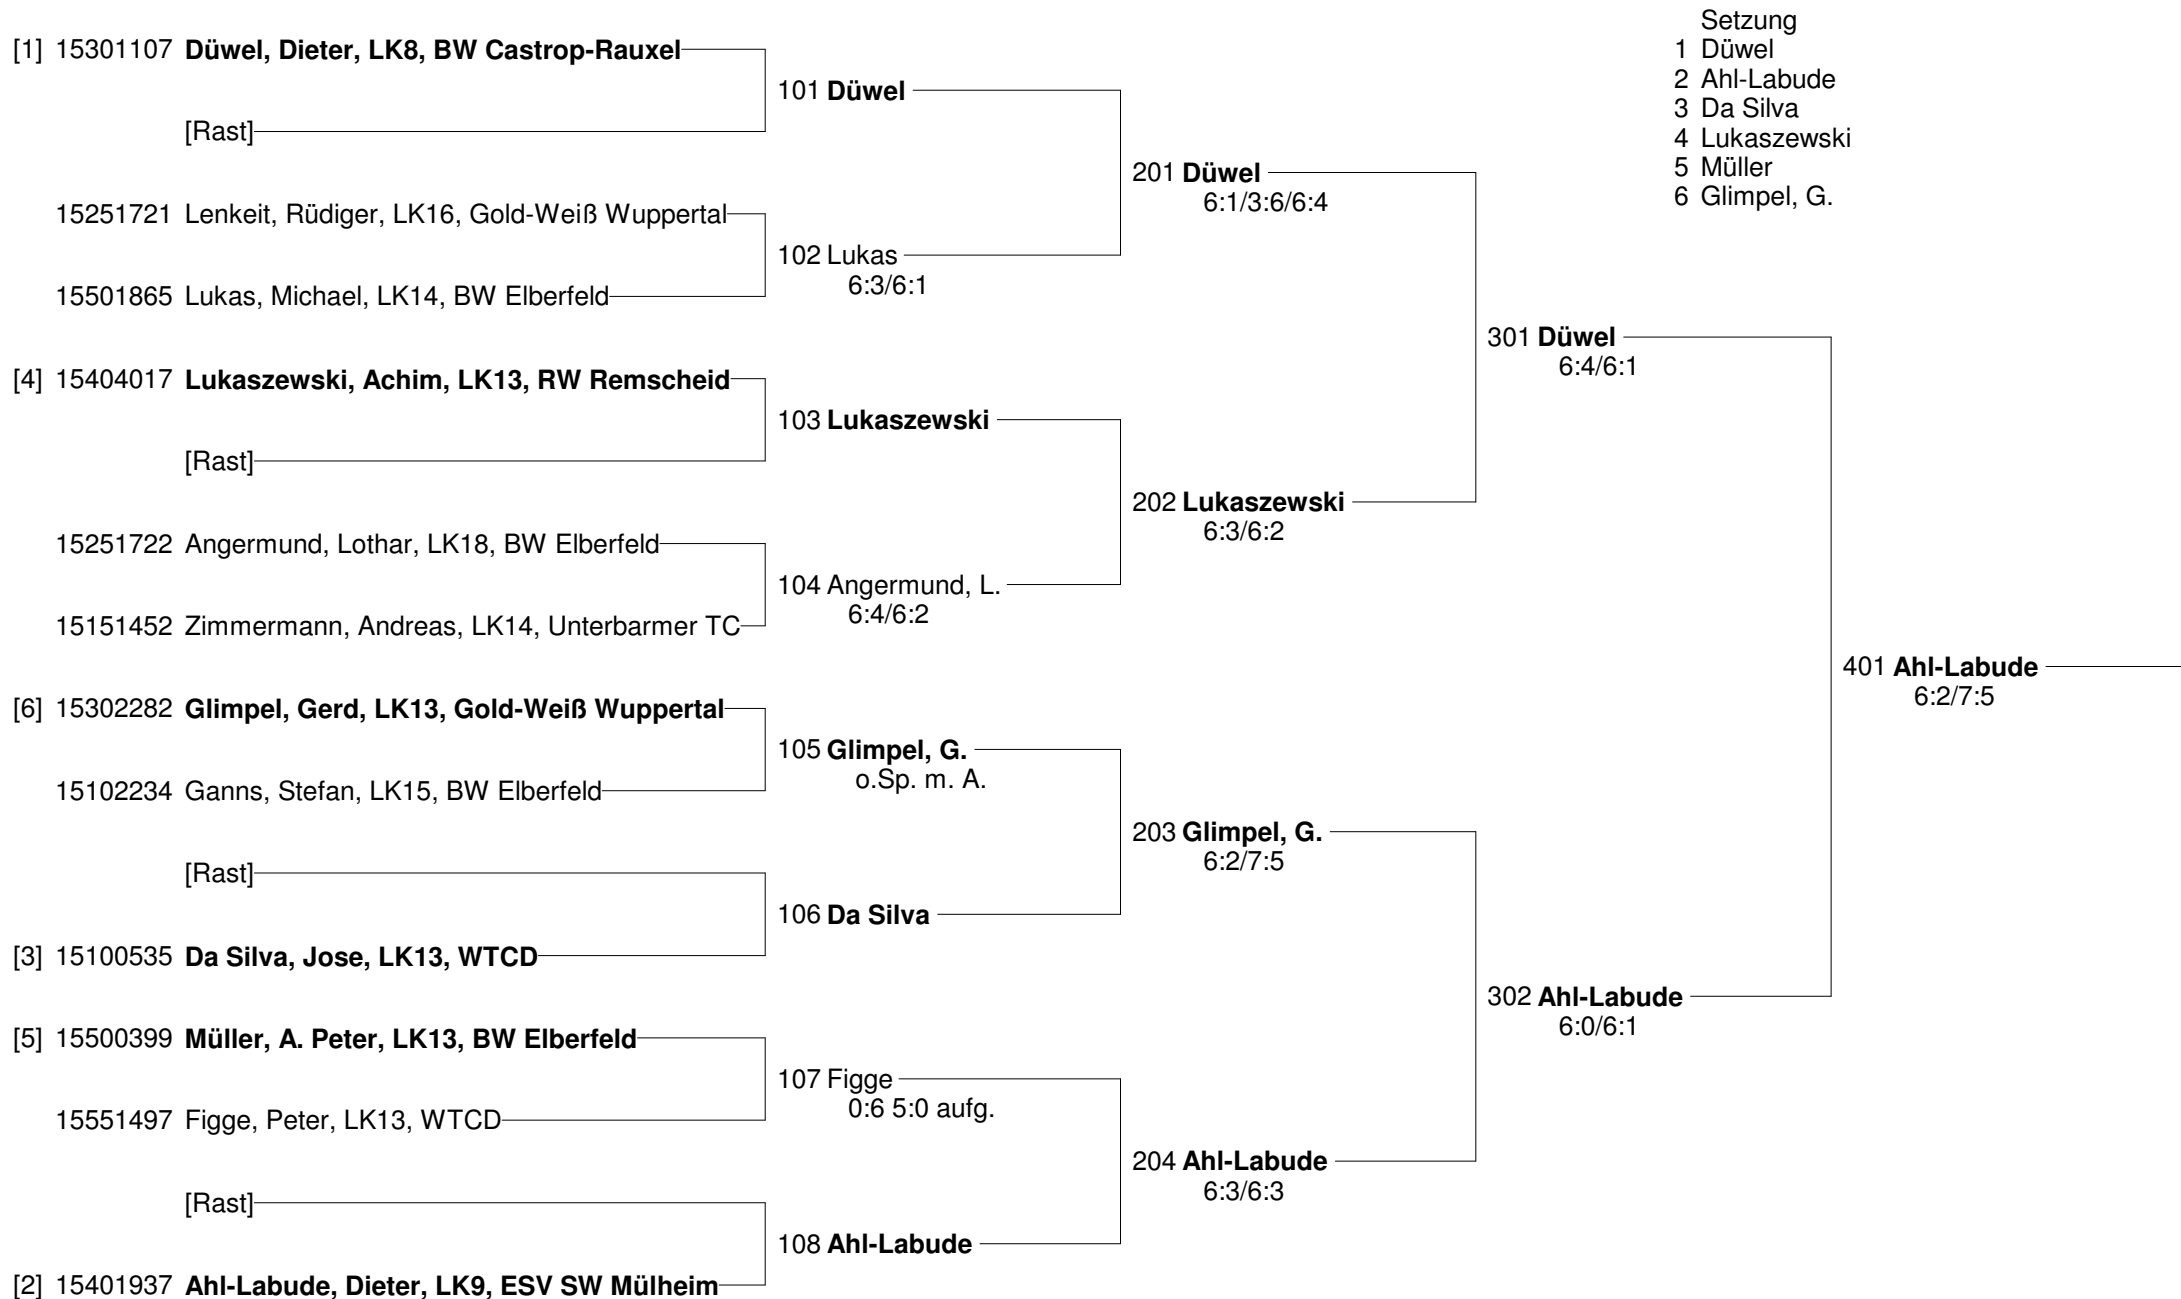 Setzung
1 Düwel
2 Ahl-Labude
3 Da Silva
4 Lukaszewski
5 Müller
6 Glimpel, G.
[1] 15301107 Düwel, Dieter, LK8, BW Castrop-Rauxel
[Rast]
15251721 Lenkeit, Rüdiger, LK16, Gold-Weiß Wuppertal
15501865 Lukas, Michael, LK14, BW Elberfeld
[4] 15404017 Lukaszewski, Achim, LK13, RW Remscheid
[Rast]
15251722 Angermund, Lothar, LK18, BW Elberfeld
15151452 Zimmermann, Andreas, LK14, Unterbarmer TC
[6] 15302282 Glimpel, Gerd, LK13, Gold-Weiß Wuppertal
15102234 Ganns, Stefan, LK15, BW Elberfeld
[Rast]
[3] 15100535 Da Silva, Jose, LK13, WTCD
[5] 15500399 Müller, A. Peter, LK13, BW Elberfeld
15551497 Figge, Peter, LK13, WTCD
[Rast]
[2] 15401937 Ahl-Labude, Dieter, LK9, ESV SW Mülheim
101 Düwel
102 Lukas
6:3/6:1
103 Lukaszewski
104 Angermund, L.
6:4/6:2
105 Glimpel, G.
o.Sp. m. A.
106 Da Silva
107 Figge
0:6 5:0 aufg.
108 Ahl-Labude
201 Düwel
6:1/3:6/6:4
202 Lukaszewski
6:3/6:2
203 Glimpel, G.
6:2/7:5
204 Ahl-Labude
6:3/6:3
301 Düwel
6:4/6:1
302 Ahl-Labude
6:0/6:1
401 Ahl-Labude
6:2/7:5